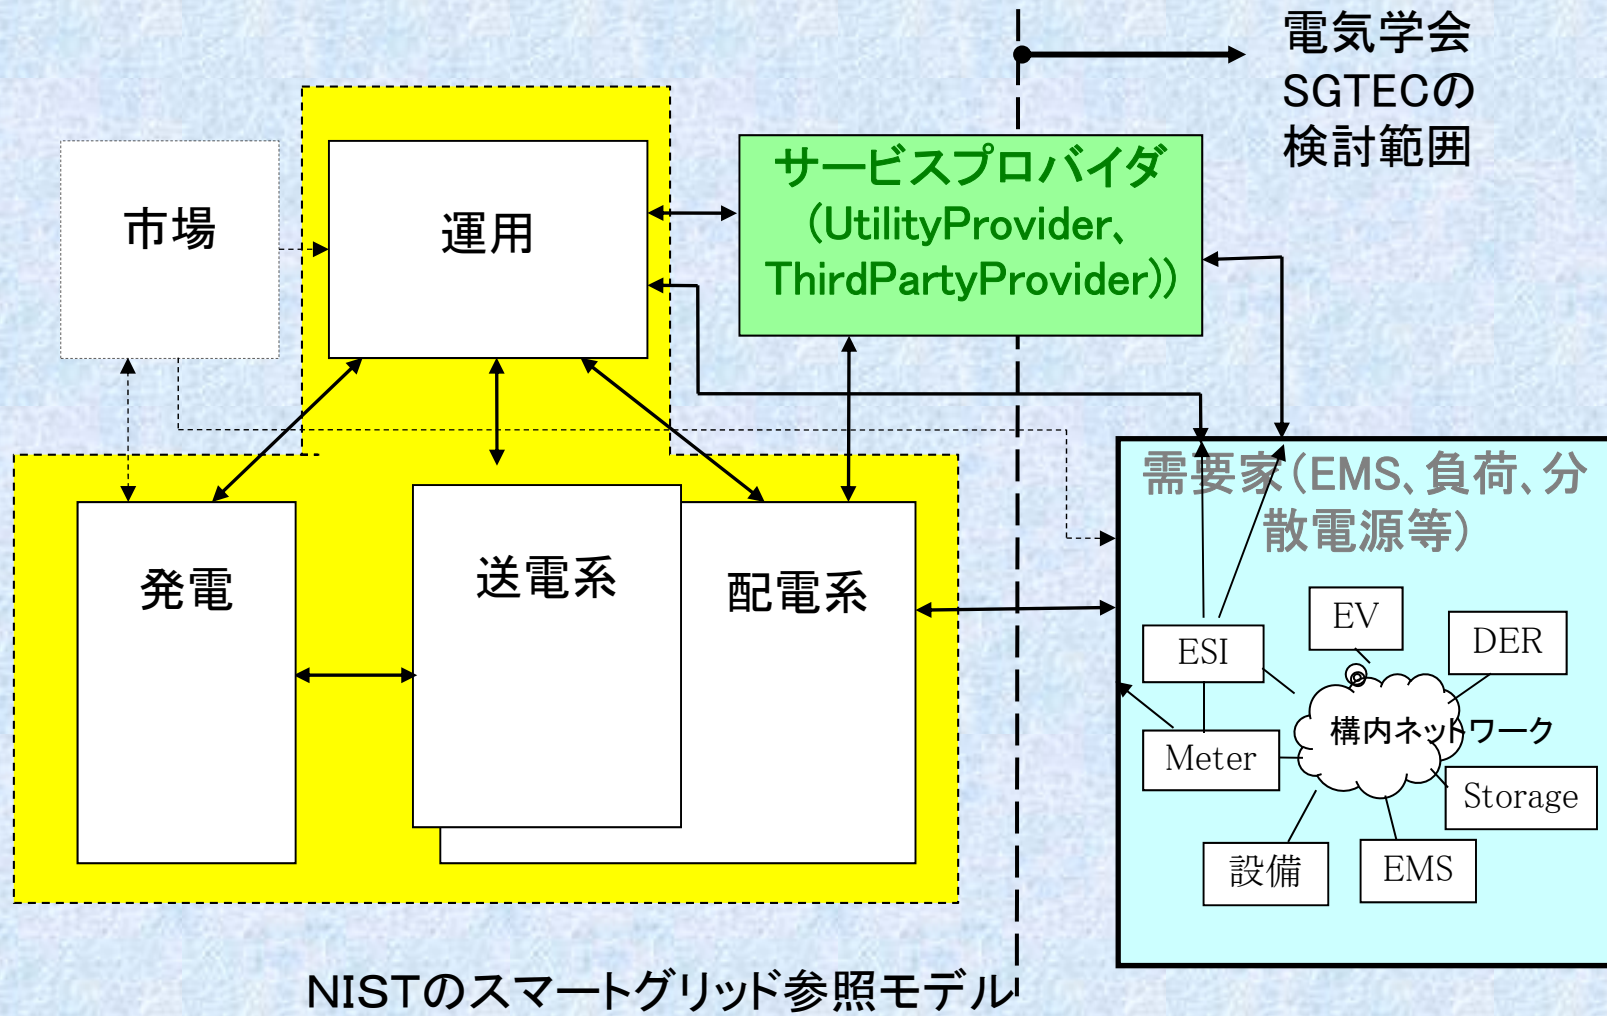 電気学会
SGTECの
検討範囲
市場
運用
サービスプロバイダ
(UtilityProvider、
ThirdPartyProvider))
発電
送電系
配電系
需要家(EMS、負荷、分
散電源等)
EV
DER
ESI
構内ネットワーク
Meter
Storage
設備
EMS
NISTのスマートグリッド参照モデル